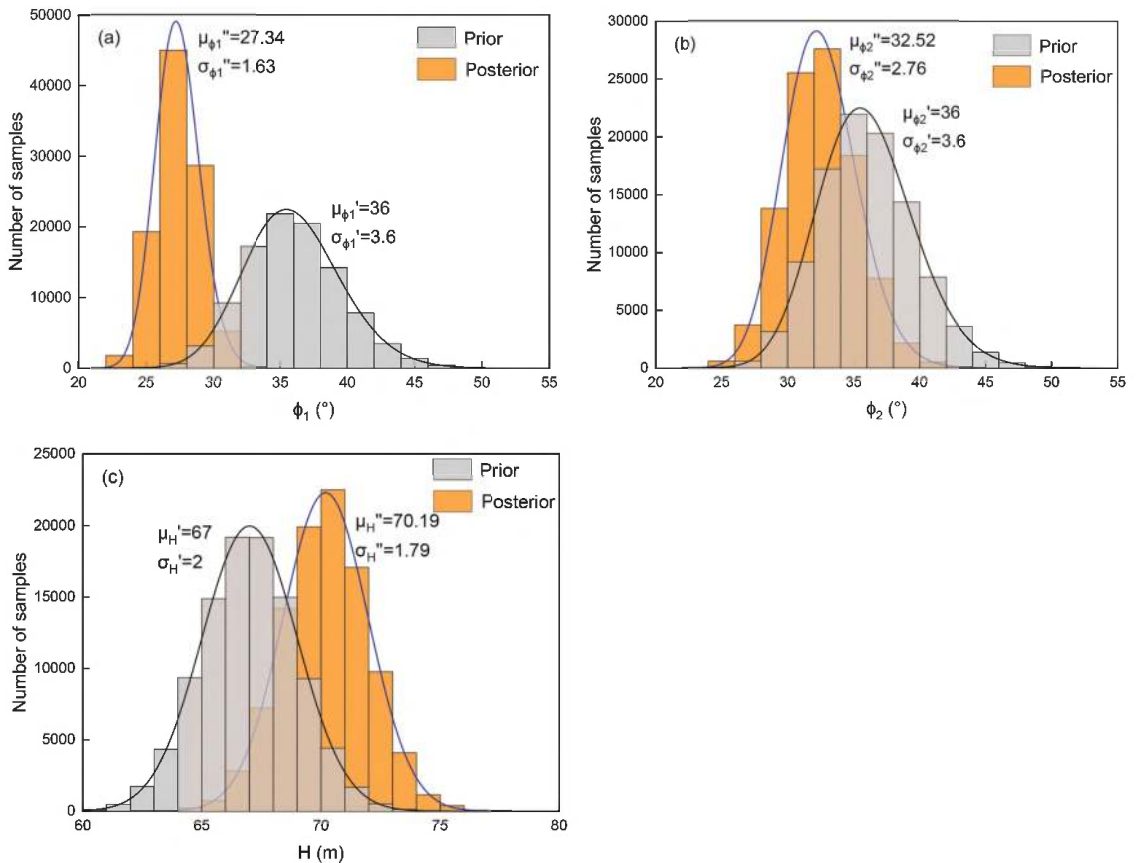 (a)
μϕ1''=27.34
σϕ1''=1.63
Prior
Posterior
μϕ1'=36
σϕ1'=3.6
Number of samples
50000
40000
30000
20000
10000
0
20 25 30 35 40 45 50 55
ϕ1 (°)
(b)
μϕ2''=32.52
σϕ2''=2.76
Prior
Posterior
μϕ2'=36
σϕ2'=3.6
Number of samples
30000
25000
20000
15000
10000
5000
0
20 25 30 35 40 45 50 55
ϕ2 (°)
(c)
Prior
Posterior
μH'=67
σH'=2
μH''=70.19
σH''=1.79
Number of samples
25000
20000
15000
10000
5000
0
60 65 70 75 80
H (m)